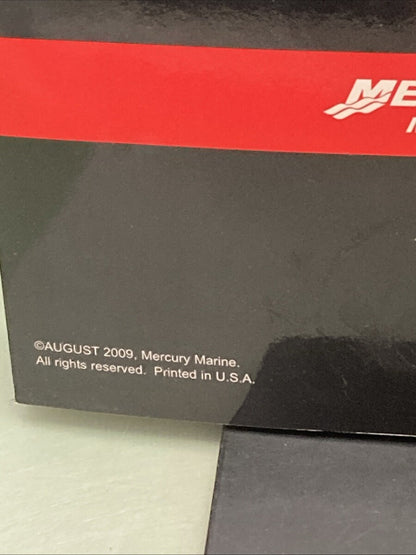 ©AUGUST 2009, Mercury Marine.
All rights reserved. Printed in U.S.A.